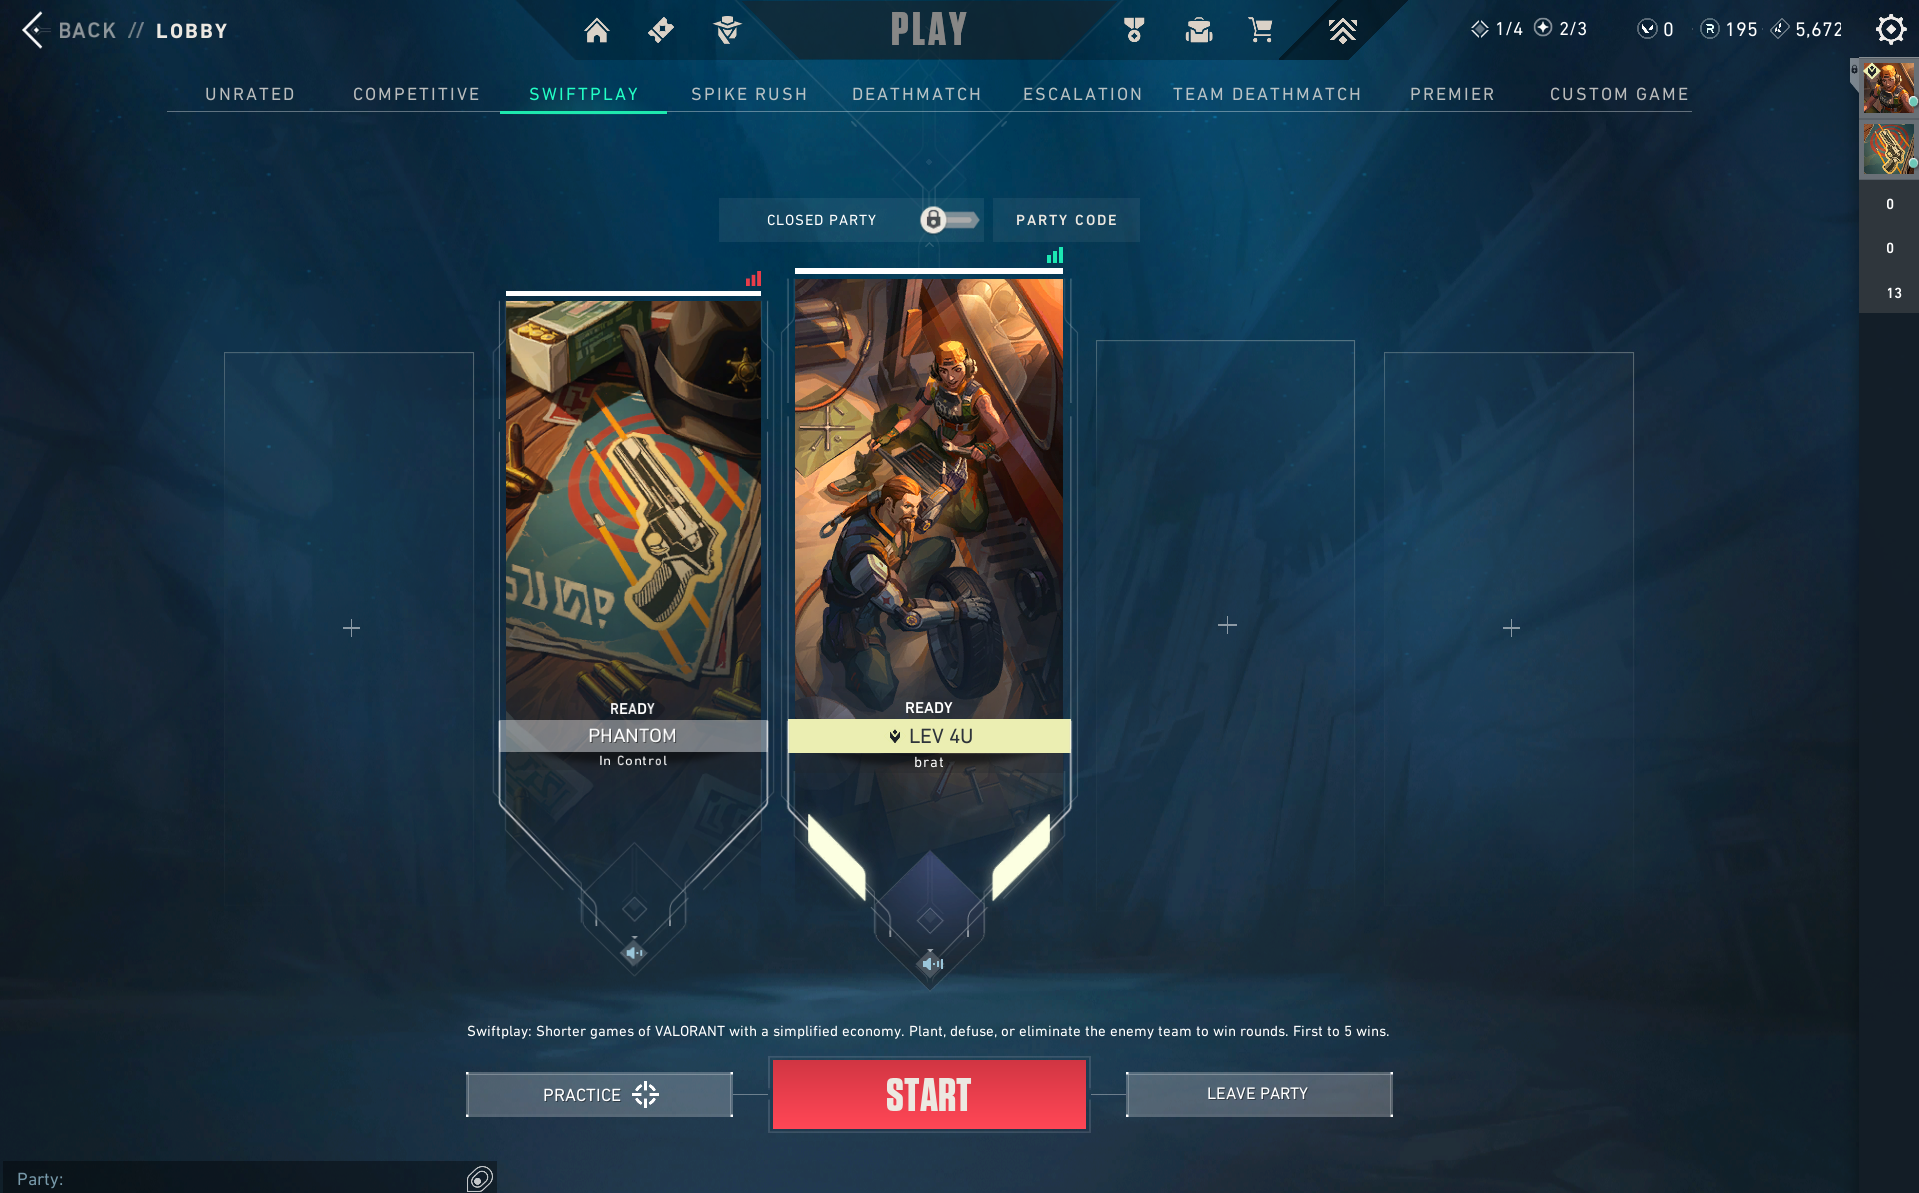 BACK // LOBBY
PLAY
1/4 2/3 0 195 5,672
UNRATED COMPETITIVE SWIFTPLAY SPIKE RUSH DEATHMATCH ESCALATION TEAM DEATHMATCH PREMIER CUSTOM GAME
CLOSED PARTY PARTY CODE
0
0
13
READY
PHANTOM
In Control
READY
LEV 4U
brat
Swiftplay: Shorter games of VALORANT with a simplified economy. Plant, defuse, or eliminate the enemy team to win rounds. First to 5 wins.
PRACTICE START LEAVE PARTY
Party: